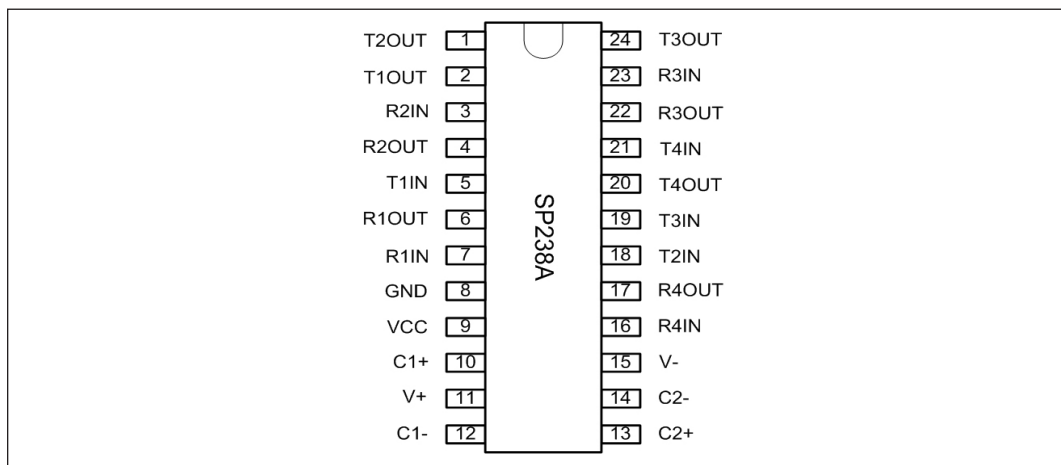 T2OUT 1 24 T3OUT
T1OUT 2 23 R3IN
R2IN 3 22 R3OUT
R2OUT 4 21 T4IN
T1IN 5 20 T4OUT
R1OUT 6 19 T3IN
R1IN 7 18 T2IN
GND 8 17 R4OUT
VCC 9 16 R4IN
C1+ 10 15 V-
V+ 11 14 C2-
C1- 12 13 C2+
SP238A